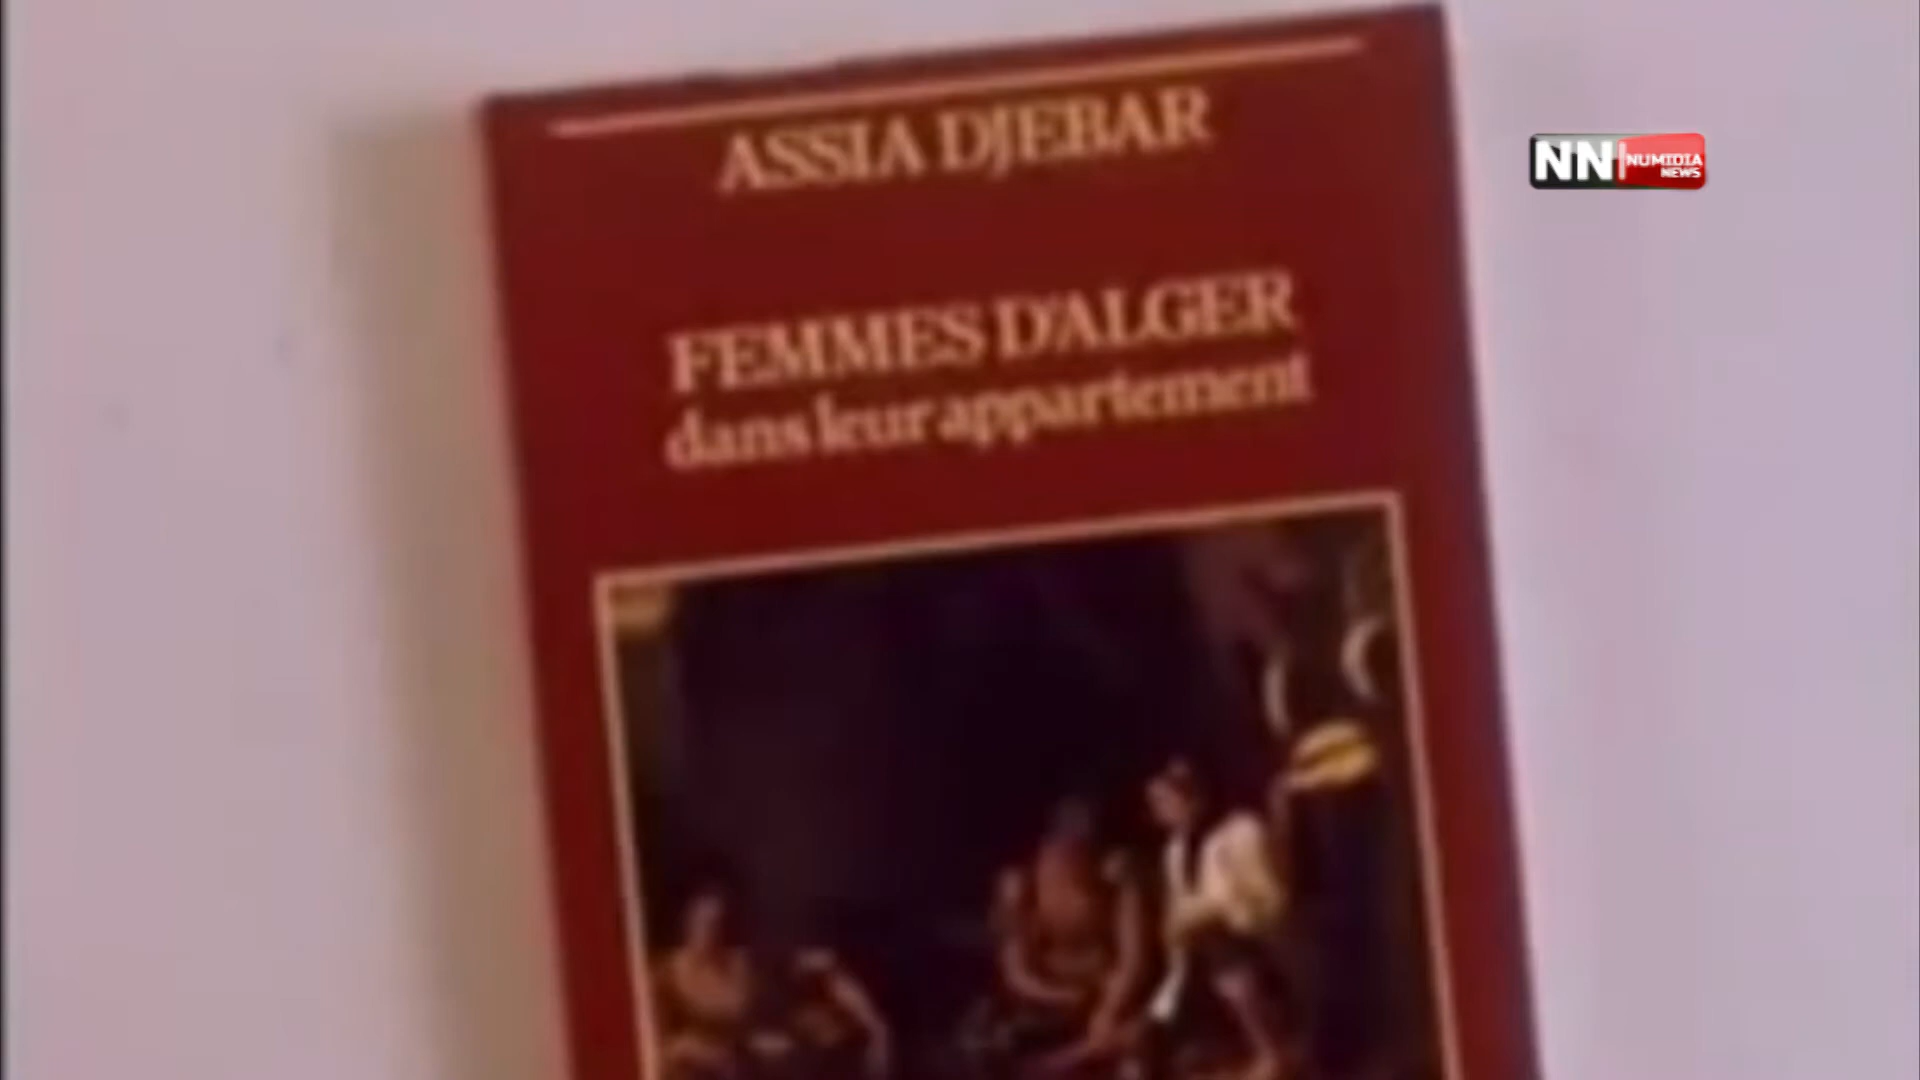 ASSIA DJEBAR
FEMMES D'ALGER
dans leur appartement
NN NUMIDIA
NEWS